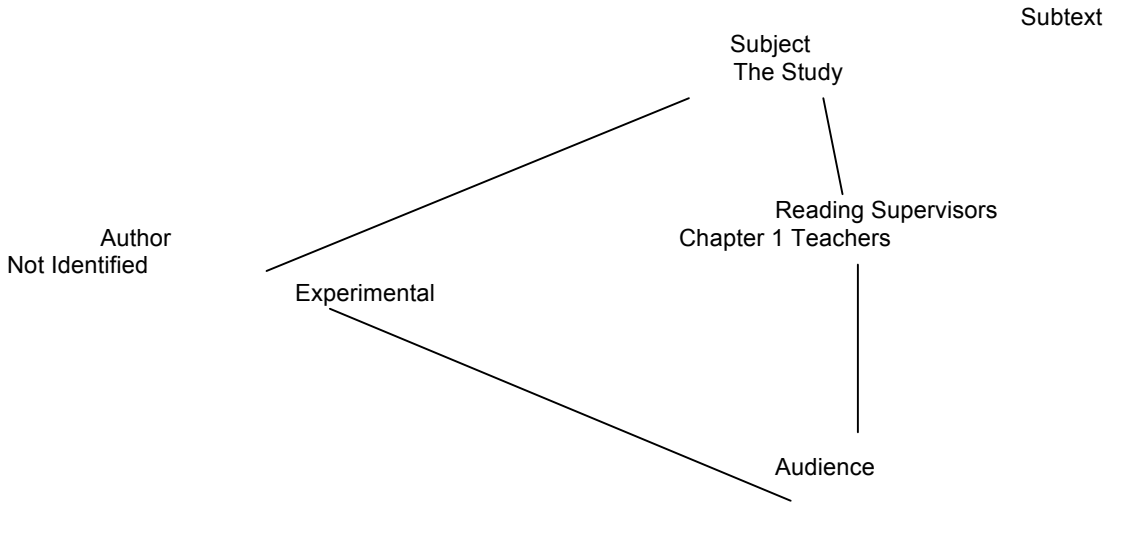 Subtext
Subject
The Study
Reading Supervisors
Author
Chapter 1 Teachers
Not Identified
Experimental
Audience